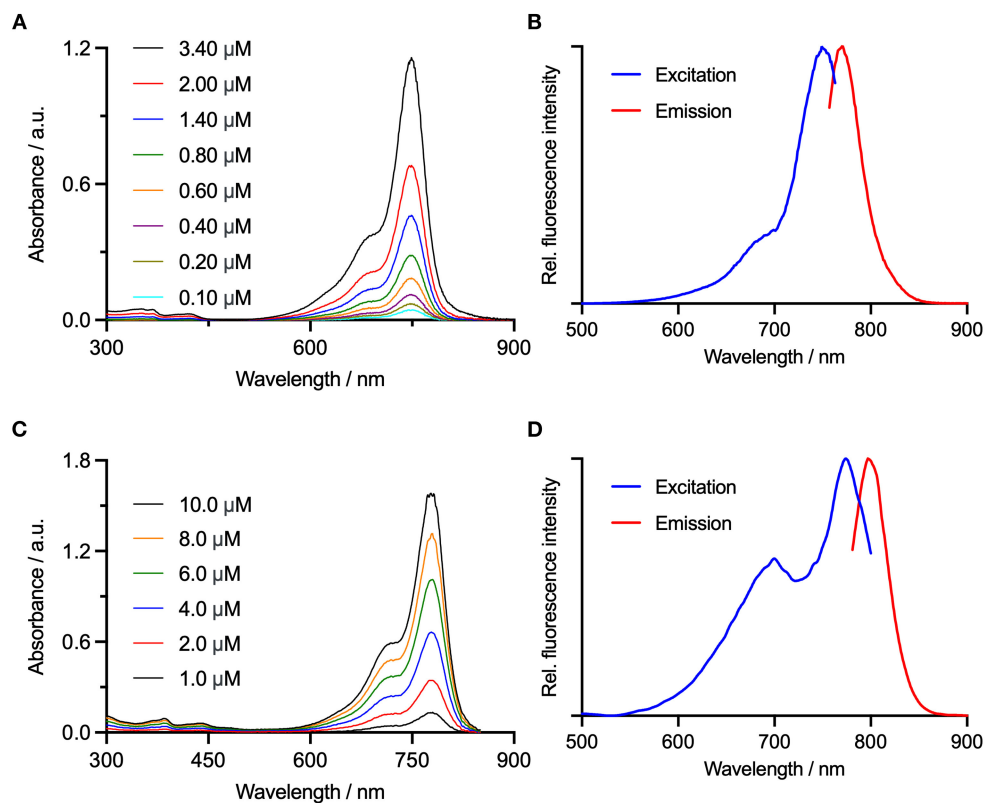 A
1.2
0.6
0.0
Absorbance / a.u.
3.40 µM
2.00 µM
1.40 µM
0.80 µM
0.60 µM
0.40 µM
0.20 µM
0.10 µM
300
450
600
750
900
Wavelength / nm
B
Rel. fluorescence intensity
Excitation
Emission
500
600
700
800
900
Wavelength / nm
C
1.8
1.2
0.6
0.0
Absorbance / a.u.
10.0 µM
8.0 µM
6.0 µM
4.0 µM
2.0 µM
1.0 µM
300
450
600
750
900
Wavelength / nm
D
Rel. fluorescence intensity
Excitation
Emission
500
600
700
800
900
Wavelength / nm